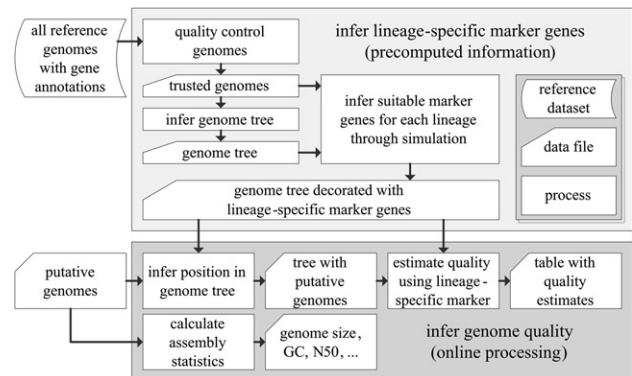 all reference
genomes
with gene
annotations
quality control
genomes
trusted genomes
infer genome tree
genome tree
infer lineage-specific marker genes
(precomputed information)
infer suitable marker
genes for each lineage
through simulation
reference
dataset
data file
process
genome tree decorated with
lineage-specific marker genes
putative
genomes
infer position in
genome tree
tree with
putative genomes
estimate quality
using lineage-
specific marker
table with
quality
estimates
calculate
assembly
statistics
genome size,
GC, N50, ...
infer genome quality
(online processing)